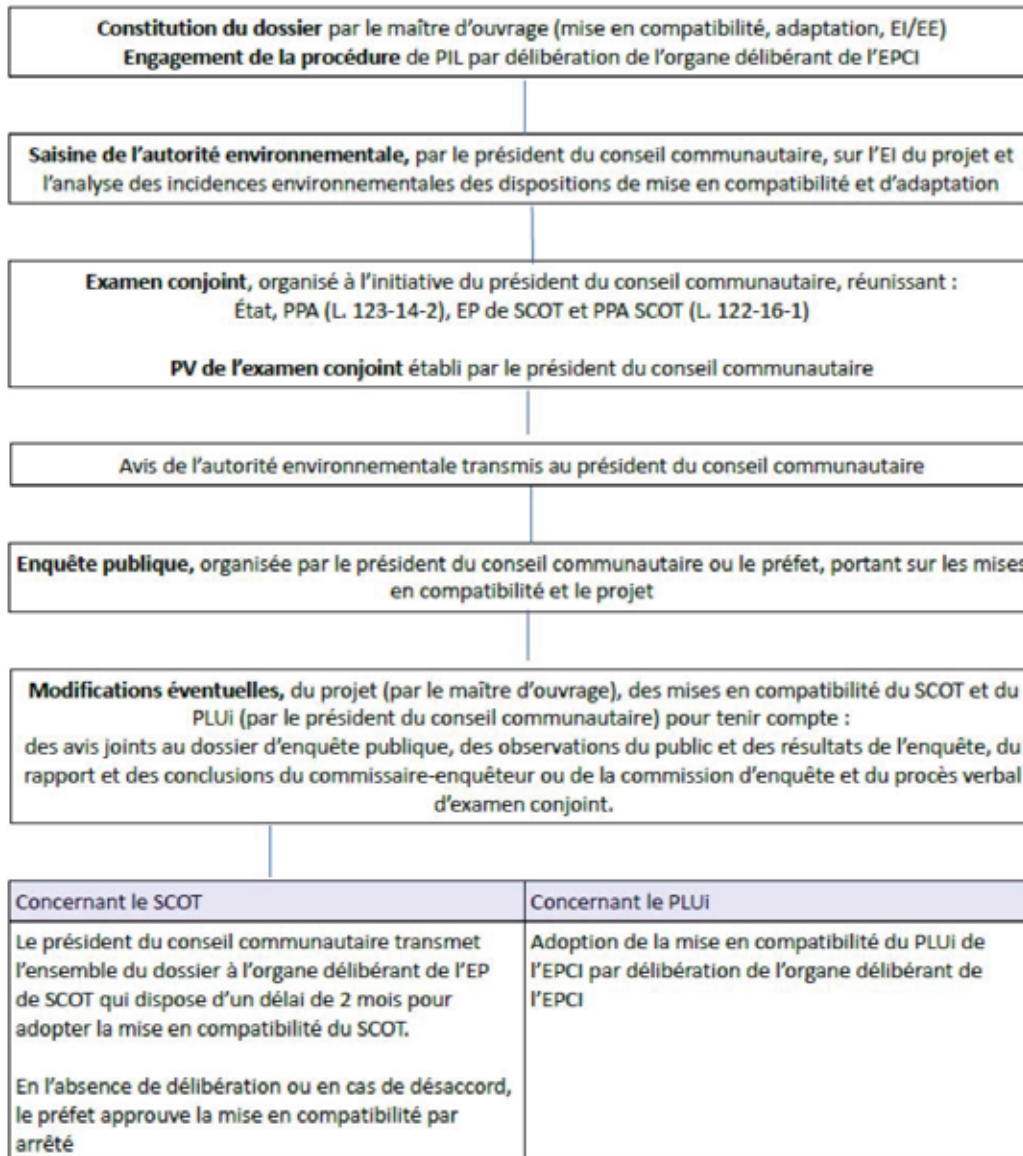 Constitution du dossier par le maître d'ouvrage (mise en compatibilité, adaptation, EI/EE)
Engagement de la procédure de PIL par délibération de l'organe délibérant de l'EPCI
Saisine de l'autorité environnementale, par le président du conseil communautaire, sur l'EI du projet et
l'analyse des incidences environnementales des dispositions de mise en compatibilité et d'adaptation
Examen conjoint, organisé à l'initiative du président du conseil communautaire, réunissant :
État, PPA (L. 123-14-2), EP de SCOT et PPA SCOT (L. 122-16-1)
PV de l'examen conjoint établi par le président du conseil communautaire
Avis de l'autorité environnementale transmis au président du conseil communautaire
Enquête publique, organisée par le président du conseil communautaire ou le préfet, portant sur les mises
en compatibilité et le projet
Modifications éventuelles, du projet (par le maître d'ouvrage), des mises en compatibilité du SCOT et du
PLUi (par le président du conseil communautaire) pour tenir compte :
des avis joints au dossier d'enquête publique, des observations du public et des résultats de l'enquête, du
rapport et des conclusions du commissaire-enquêteur ou de la commission d'enquête et du procès verbal
d'examen conjoint.
Concernant le SCOT
Le président du conseil communautaire transmet
l'ensemble du dossier à l'organe délibérant de l'EP
de SCOT qui dispose d'un délai de 2 mois pour
adopter la mise en compatibilité du SCOT.
En l'absence de délibération ou en cas de désaccord,
le préfet approuve la mise en compatibilité par
arrêté
Concernant le PLUi
Adoption de la mise en compatibilité du PLUi de
l'EPCI par délibération de l'organe délibérant de
l'EPCI